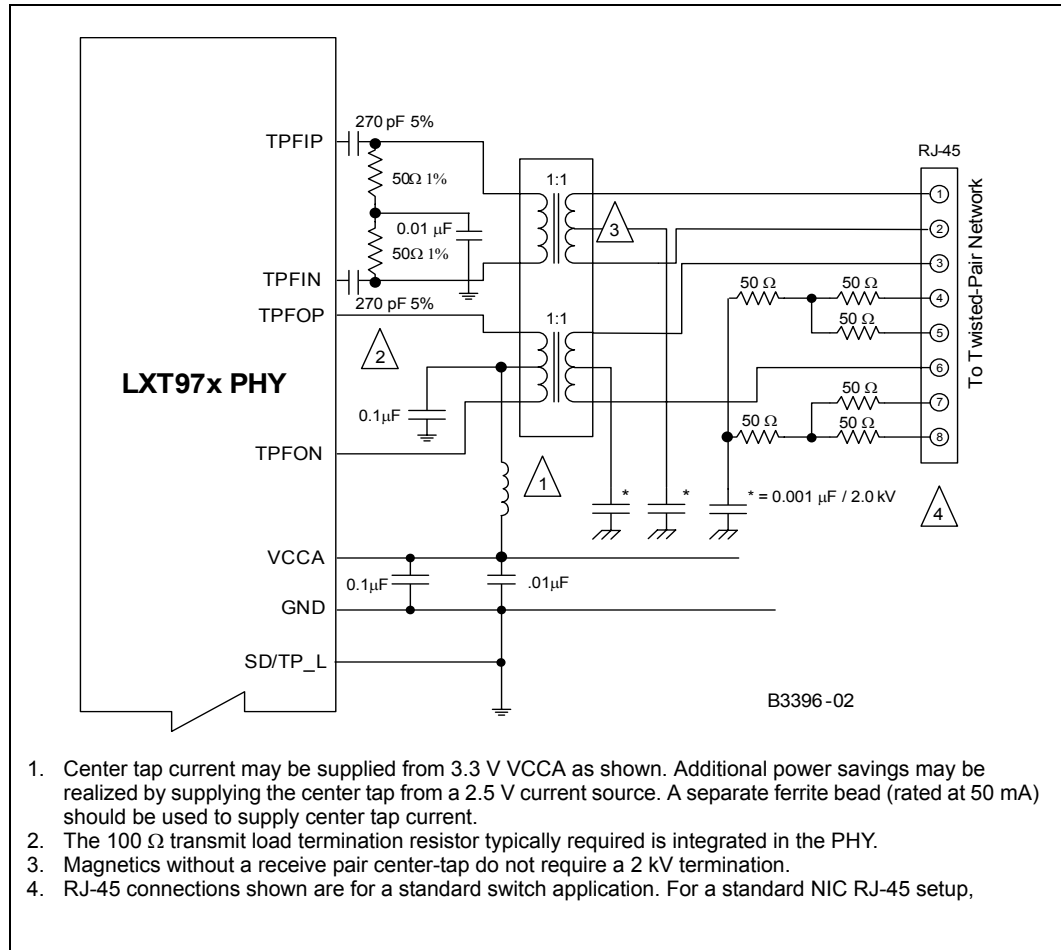 270 pF 5%
TPFIP
RJ-45
50Ω 1%
1:1
1
3
2
0.01 μF
50Ω 1%
3
TPFIN
270 pF 5%
50 Ω
50 Ω
4
TPFOP
1:1
50 Ω
5
2
To Twisted-Pair Network
LXT97x PHY
6
0.1μF
50 Ω
7
50 Ω
50 Ω
8
TPFON
1
*
*
* = 0.001 μF / 2.0 kV
4
VCCA
0.1μF
.01μF
GND
SD/TP_L
B3396-02
1. Center tap current may be supplied from 3.3 V VCCA as shown. Additional power savings may be
realized by supplying the center tap from a 2.5 V current source. A separate ferrite bead (rated at 50 mA)
should be used to supply center tap current.
2. The 100 Ω transmit load termination resistor typically required is integrated in the PHY.
3. Magnetics without a receive pair center-tap do not require a 2 kV termination.
4. RJ-45 connections shown are for a standard switch application. For a standard NIC RJ-45 setup,